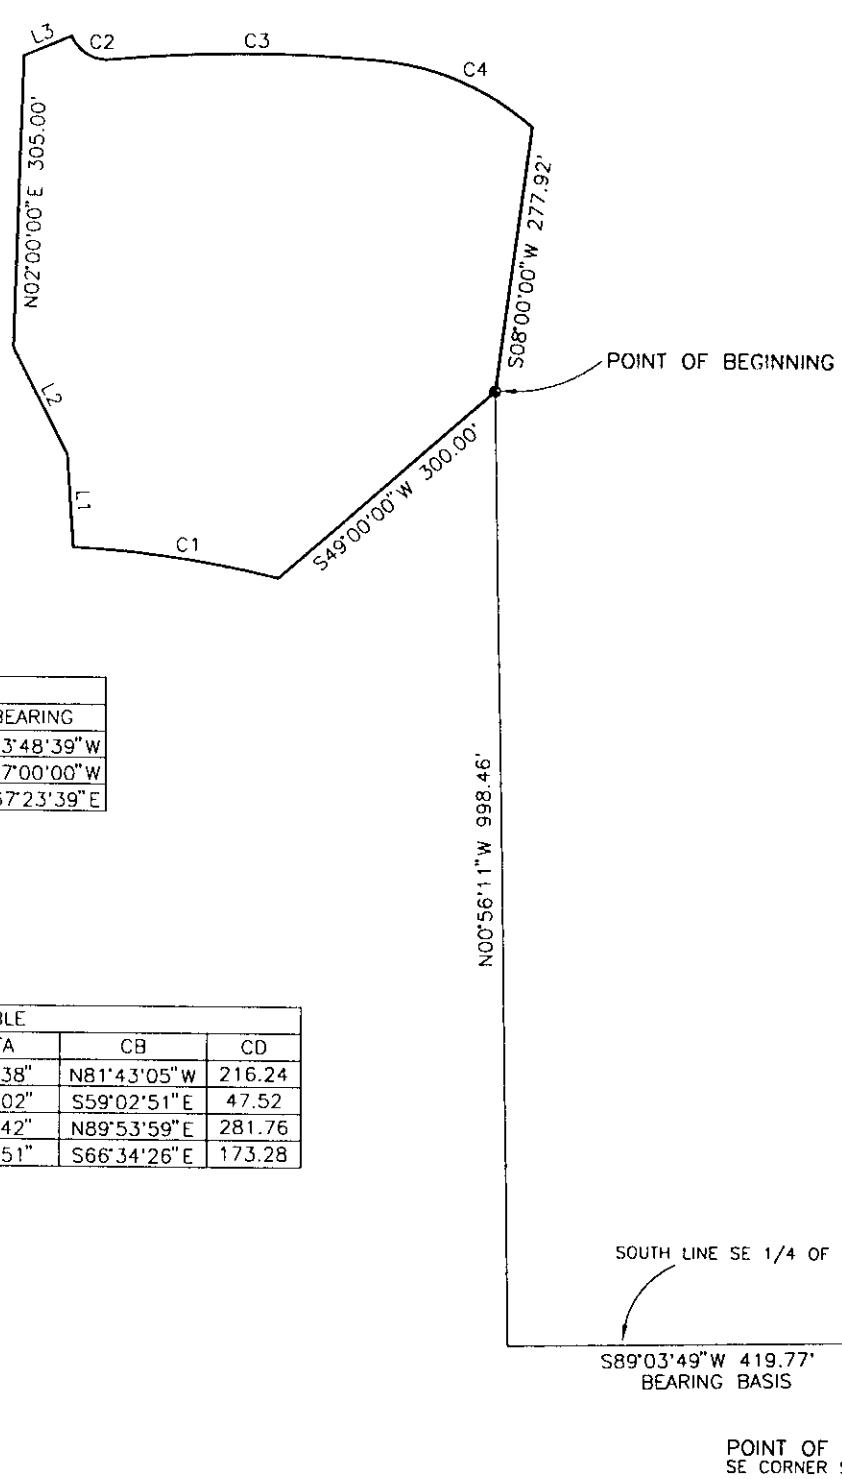 L3
C2
C3
C4
N02°00'00"E 305.00'
S08°00'00"W 277.92'
POINT OF BEGINNING
L2
L1
C1
S49°00'00"W 300.00'
BEARING
3°48'39"W
7°00'00"W
67°23'39"E
N00°56'11"W 998.46'
BLE
TA CB CD
38" N81°43'05"W 216.24
02" S59°02'51"E 47.52
42" N89°53'59"E 281.76
51" S66°34'26"E 173.28
SOUTH LINE SE 1/4 OF
S89°03'49"W 419.77'
BEARING BASIS
POINT OF
SE CORNER S